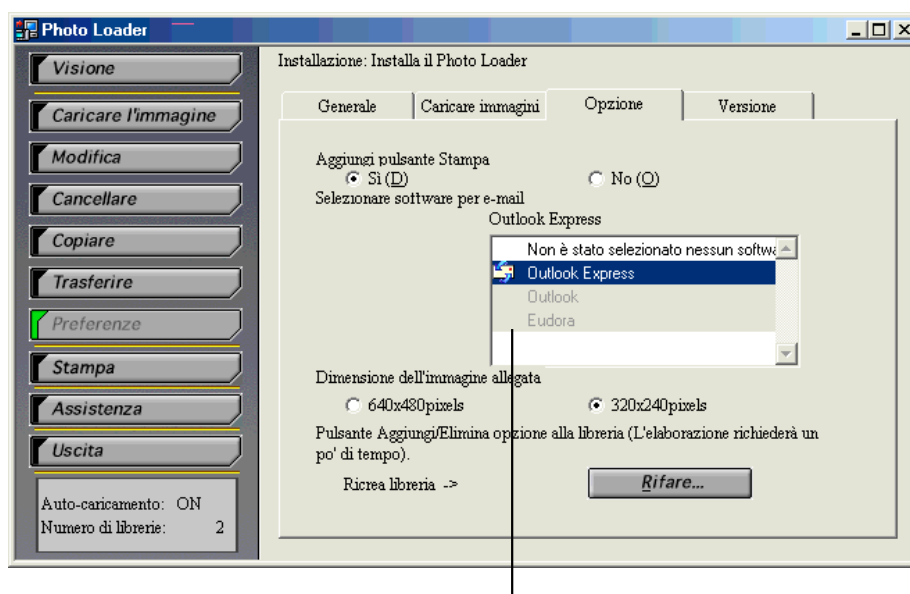 Photo Loader
Visione
Caricare l'immagine
Modifica
Cancellare
Copiare
Trasferire
Preferenze
Stampa
Assistenza
Uscita
Auto-caricamento: ON
Numero di librerie: 2
Installazione: Installa il Photo Loader
Generale Caricare immagini Opzione Versione
Aggiungi pulsante Stampa
Sì (D) No (O)
Selezionare software per e-mail
Outlook Express
Non è stato selezionato nessun softwa
Outlook Express
Outlook
Eudora
Dimensione dell'immagine allegata
640x480pixels 320x240pixels
Pulsante Aggiungi/Elimina opzione alla libreria (L'elaborazione richiederà un
po' di tempo).
Ricrea libreria -> Rifare...